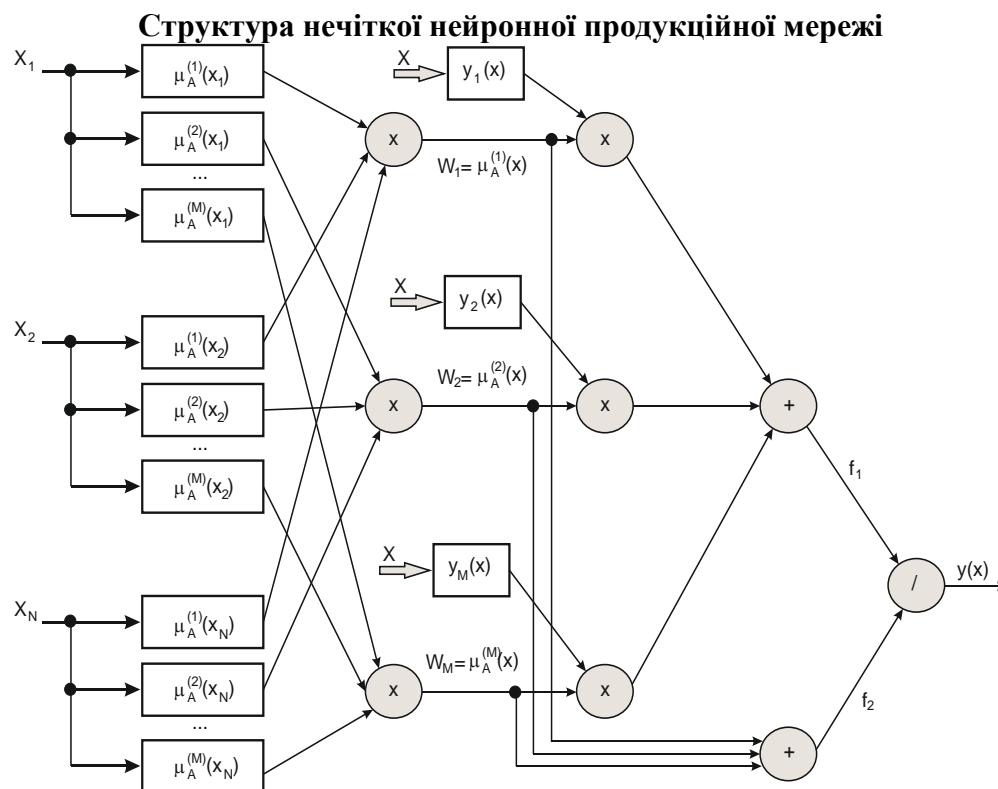 Структура нечіткої нейронної продукційної мережі
X1
μA(1)(x1)
μA(2)(x1)
...
μA(M)(x1)
X2
μA(1)(x2)
μA(2)(x2)
...
μA(M)(x2)
XN
μA(1)(xN)
μA(2)(xN)
...
μA(M)(xN)
x
W1= μA(1)(x)
x
W2= μA(2)(x)
x
WM= μA(M)(x)
X
y1(x)
x
X
y2(x)
x
X
yM(x)
x
+
+
f1
f2
/
y(x)